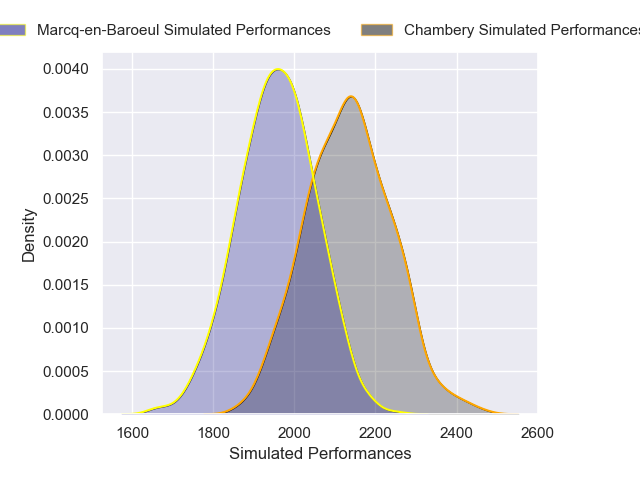 Marcq-en-Baroeul Simulated Performances Chambery Simulated Performances
0.0040
0.0035
0.0030
0.0025
0.0020
0.0015
0.0010
0.0005
0.0000
Density
1600 1800 2000 2200 2400 2600
Simulated Performances